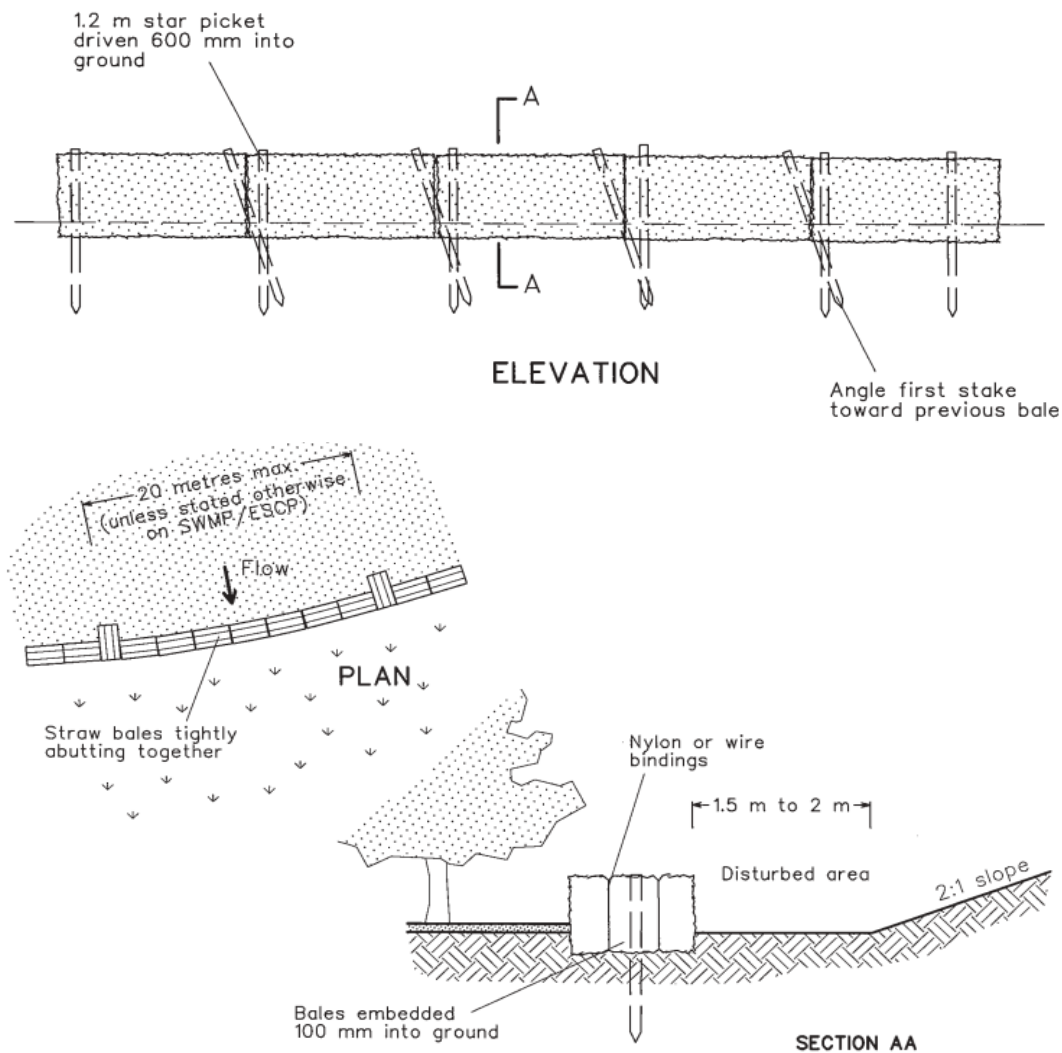 1.2 m star picket
driven 600 mm into
ground
A
A
ELEVATION
Angle first stake
toward previous bale
20 metres max.
(unless stated otherwise
on SWMP/ESCP)
Flow
PLAN
Straw bales tightly
abutting together
Nylon or wire
bindings
1.5 m to 2 m
Disturbed area
2:1 slope
Bales embedded
100 mm into ground
SECTION AA